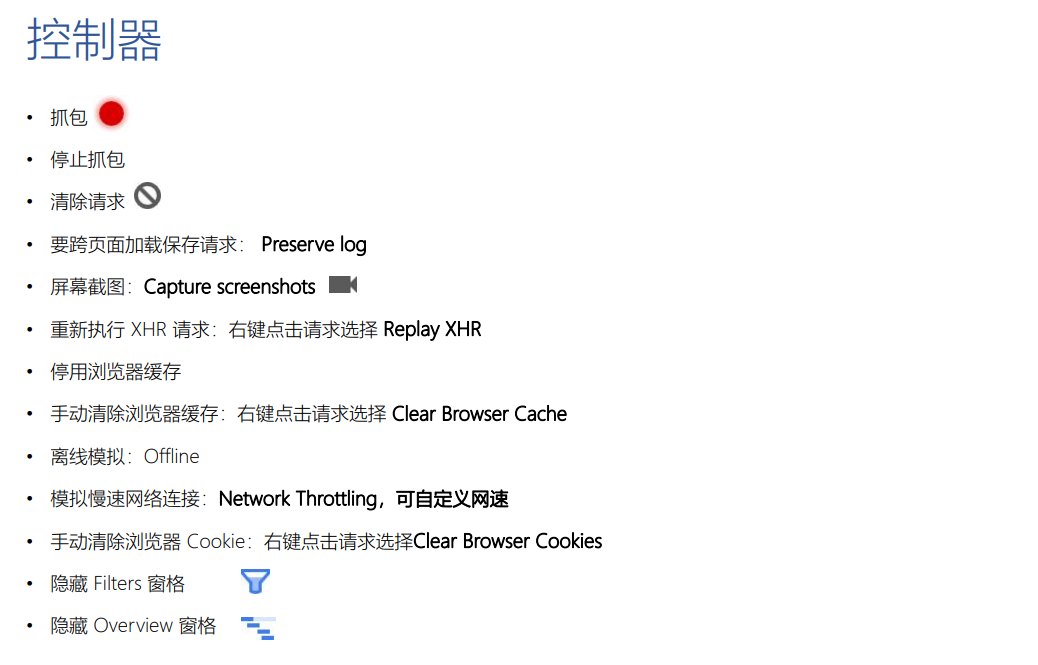 控制器
• 抓包
• 停止抓包
• 清除请求
• 要跨页面加载保存请求： Preserve log
• 屏幕截图：Capture screenshots
• 重新执行 XHR 请求：右键点击请求选择 Replay XHR
• 停用浏览器缓存
• 手动清除浏览器缓存：右键点击请求选择 Clear Browser Cache
• 离线模拟：Offline
• 模拟慢速网络连接：Network Throttling，可自定义网速
• 手动清除浏览器 Cookie：右键点击请求选择Clear Browser Cookies
• 隐藏 Filters 窗格
• 隐藏 Overview 窗格